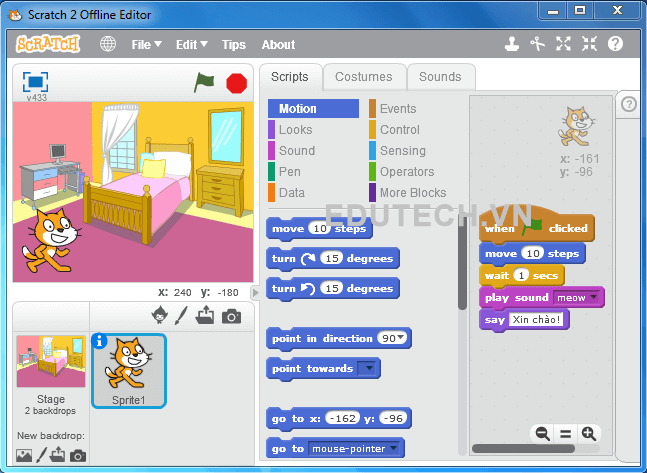 Scratch 2 Offline Editor
SCRATCH File Edit Tips About
v433
Scripts Costumes Sounds
Motion Events
Looks Control
Sound Sensing
Pen Operators
Data More Blocks
x: -161
y: -96
EDUTECH.VN
move 10 steps
turn 15 degrees
turn 15 degrees
point in direction 90
point towards
go to x: -162 y: -96
go to mouse-pointer
when clicked
move 10 steps
wait 1 secs
play sound meow
say Xin chào!
x: 240 y: -180
Stage
2 backdrops
New backdrop:
Sprite1